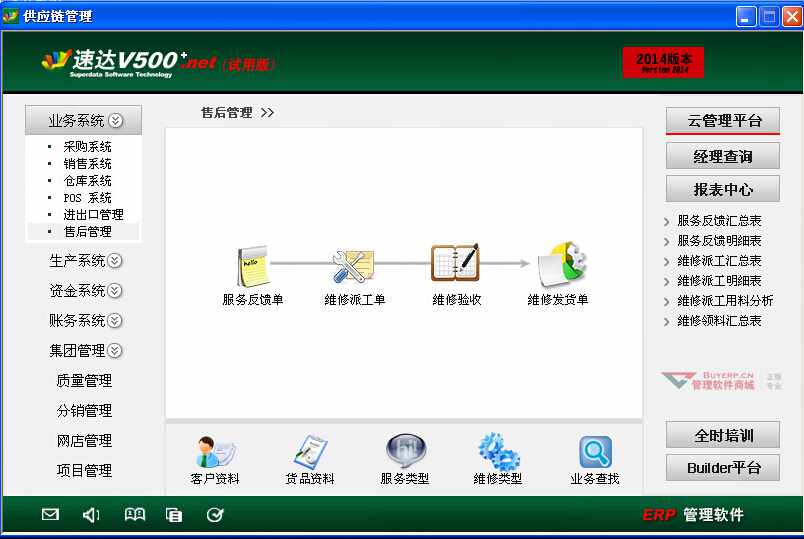 供应链管理
速达V500+.net(试用版)
Superdata Software Technology
2014版本
Version 2014
业务系统
采购系统
销售系统
仓库系统
POS 系统
进出口管理
售后管理
生产系统
资金系统
账务系统
集团管理
质量管理
分销管理
网店管理
项目管理
售后管理 >>
hello
服务反馈单
维修派工单
维修验收
维修发货单
客户资料
货品资料
服务类型
维修类型
业务查找
云管理平台
经理查询
报表中心
服务反馈汇总表
服务反馈明细表
维修派工汇总表
维修派工明细表
维修派工用料分析
维修领料汇总表
BUYERP.CN
管理软件商城
正版
专业
全时培训
Builder平台
ERP 管理软件